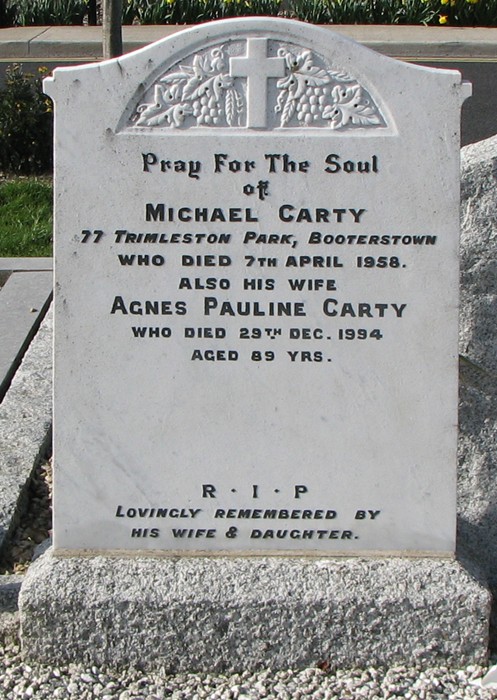 Pray For The Soul
of
MICHAEL CARTY
77 TRIMLESTON PARK, BOOTERSTOWN
WHO DIED 7TH APRIL 1958.
ALSO HIS WIFE
AGNES PAULINE CARTY
WHO DIED 29TH DEC. 1994
AGED 89 YRS.
R · I · P
LOVINGLY REMEMBERED BY
HIS WIFE & DAUGHTER.